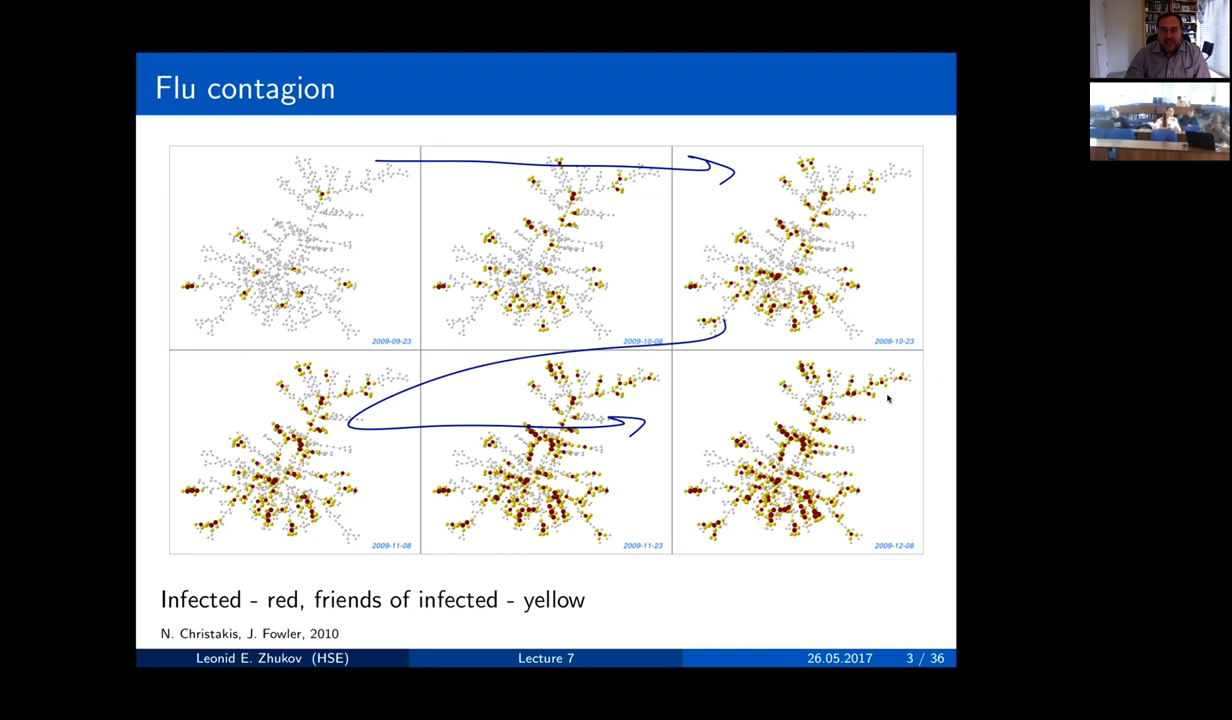 Flu contagion
2009-09-23
2009-10-08
2009-10-23
2009-11-08
2009-11-23
2009-12-08
Infected - red, friends of infected - yellow
N. Christakis, J. Fowler, 2010
Leonid E. Zhukov (HSE) Lecture 7 26.05.2017 3 / 36